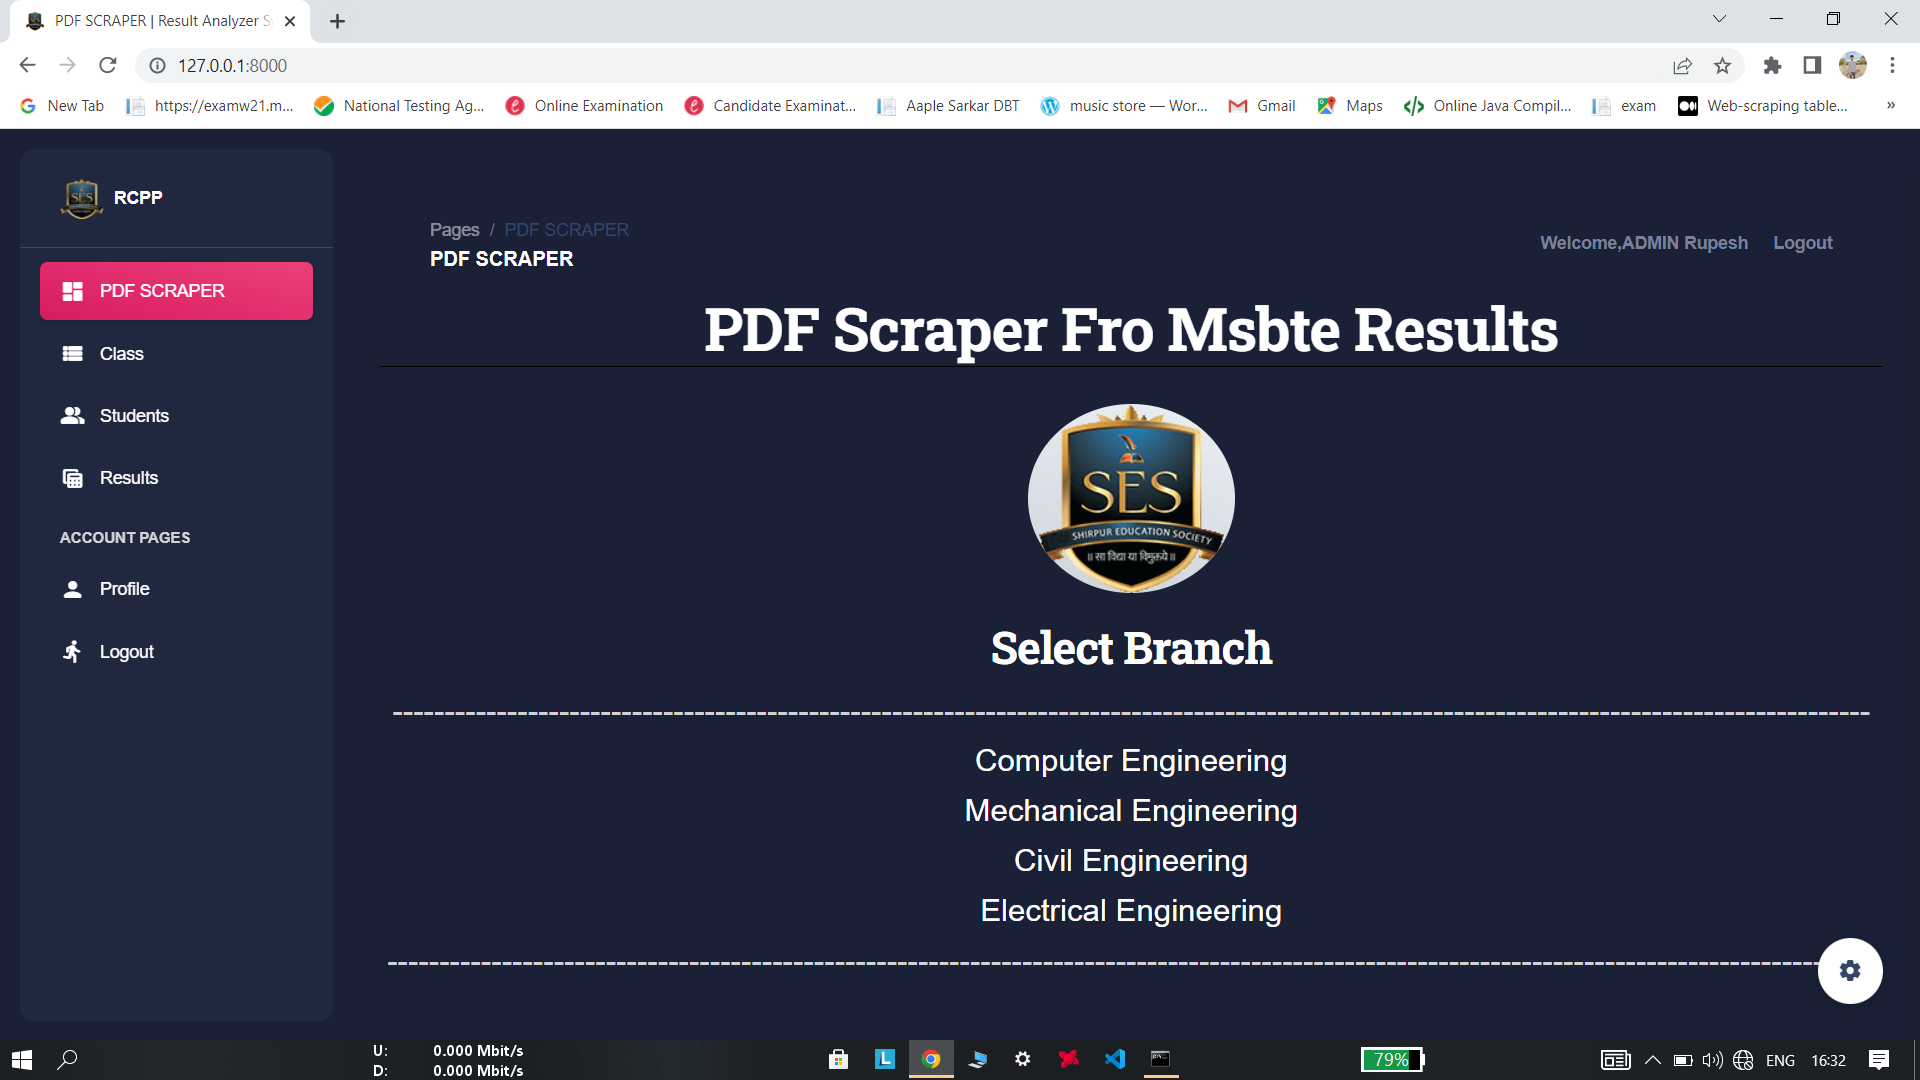 PDF SCRAPER | Result Analyzer S
127.0.0.1:8000
New Tab
https://examw21.m...
National Testing Ag...
Online Examination
Candidate Examinat...
Aaple Sarkar DBT
music store — Wor...
Gmail
Maps
Online Java Compil...
exam
Web-scraping table...
»
SES
RCPP
PDF SCRAPER
Class
Students
Results
ACCOUNT PAGES
Profile
Logout
Pages / PDF SCRAPER
PDF SCRAPER
Welcome,ADMIN Rupesh
Logout
PDF Scraper Fro Msbte Results
SES
SHIRPUR EDUCATION SOCIETY
॥ सा विद्या या विमुक्तये ॥
Select Branch
Computer Engineering
Mechanical Engineering
Civil Engineering
Electrical Engineering
U: 0.000 Mbit/s
D: 0.000 Mbit/s
L
79%
ENG
16:32